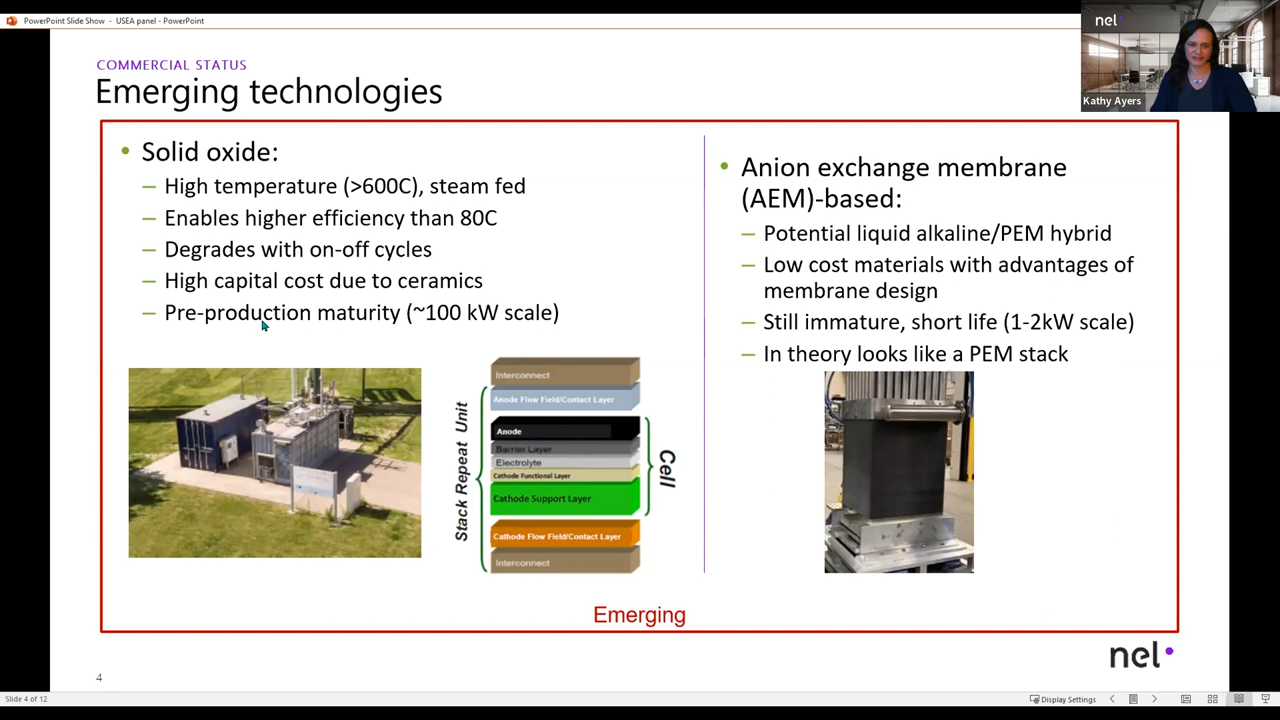 PowerPoint Slide Show - USEA panel - PowerPoint
nel
Kathy Ayers
COMMERCIAL STATUS
Emerging technologies
• Solid oxide:
– High temperature (>600C), steam fed
– Enables higher efficiency than 80C
– Degrades with on-off cycles
– High capital cost due to ceramics
– Pre-production maturity (~100 kW scale)
Stack Repeat Unit
Interconnect
Anode Flow Field/Contact Layer
Anode
Barrier Layer
Electrolyte
Cathode Functional Layer
Cathode Support Layer
Cathode Flow Field/Contact Layer
Interconnect
Cell
• Anion exchange membrane
(AEM)-based:
– Potential liquid alkaline/PEM hybrid
– Low cost materials with advantages of
membrane design
– Still immature, short life (1-2kW scale)
– In theory looks like a PEM stack
Emerging
nel
4
Slide 4 of 12
Display Settings